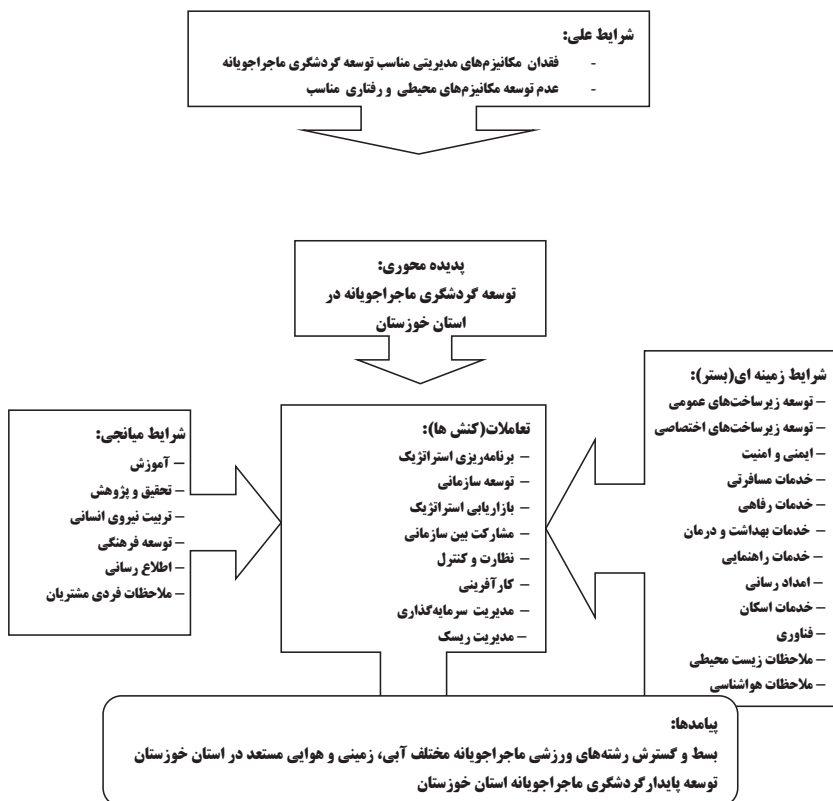 شرایط علی:
- فقدان مکانیزم‌های مدیریتی مناسب توسعه گردشگری ماجراجویانه
- عدم توسعه مکانیزم‌های محیطی و رفتاری مناسب
پدیده محوری:
توسعه گردشگری ماجراجویانه در
استان خوزستان
شرایط زمینه ای(بستر):
– توسعه زیرساخت‌های عمومی
– توسعه زیرساخت‌های اختصاصی
– ایمنی و امنیت
– خدمات مسافرتی
– خدمات رفاهی
– خدمات بهداشت و درمان
– خدمات راهنمایی
– امداد رسانی
– خدمات اسکان
– فناوری
– ملاحظات زیست محیطی
– ملاحظات هواشناسی
تعاملات(کنش ها):
– برنامه‌ریزی استراتژیک
– توسعه سازمانی
– بازاریابی استراتژیک
– مشارکت بین سازمانی
– نظارت و کنترل
– کارآفرینی
– مدیریت سرمایه‌گذاری
– مدیریت ریسک
شرایط میانجی:
– آموزش
– تحقیق و پژوهش
– تربیت نیروی انسانی
– توسعه فرهنگی
– اطلاع رسانی
– ملاحظات فردی مشتریان
پیامدها:
بسط و گسترش رشته‌های ورزشی ماجراجویانه مختلف آبی، زمینی و هوایی مستعد در استان خوزستان
توسعه پایدارگردشگری ماجراجویانه استان خوزستان